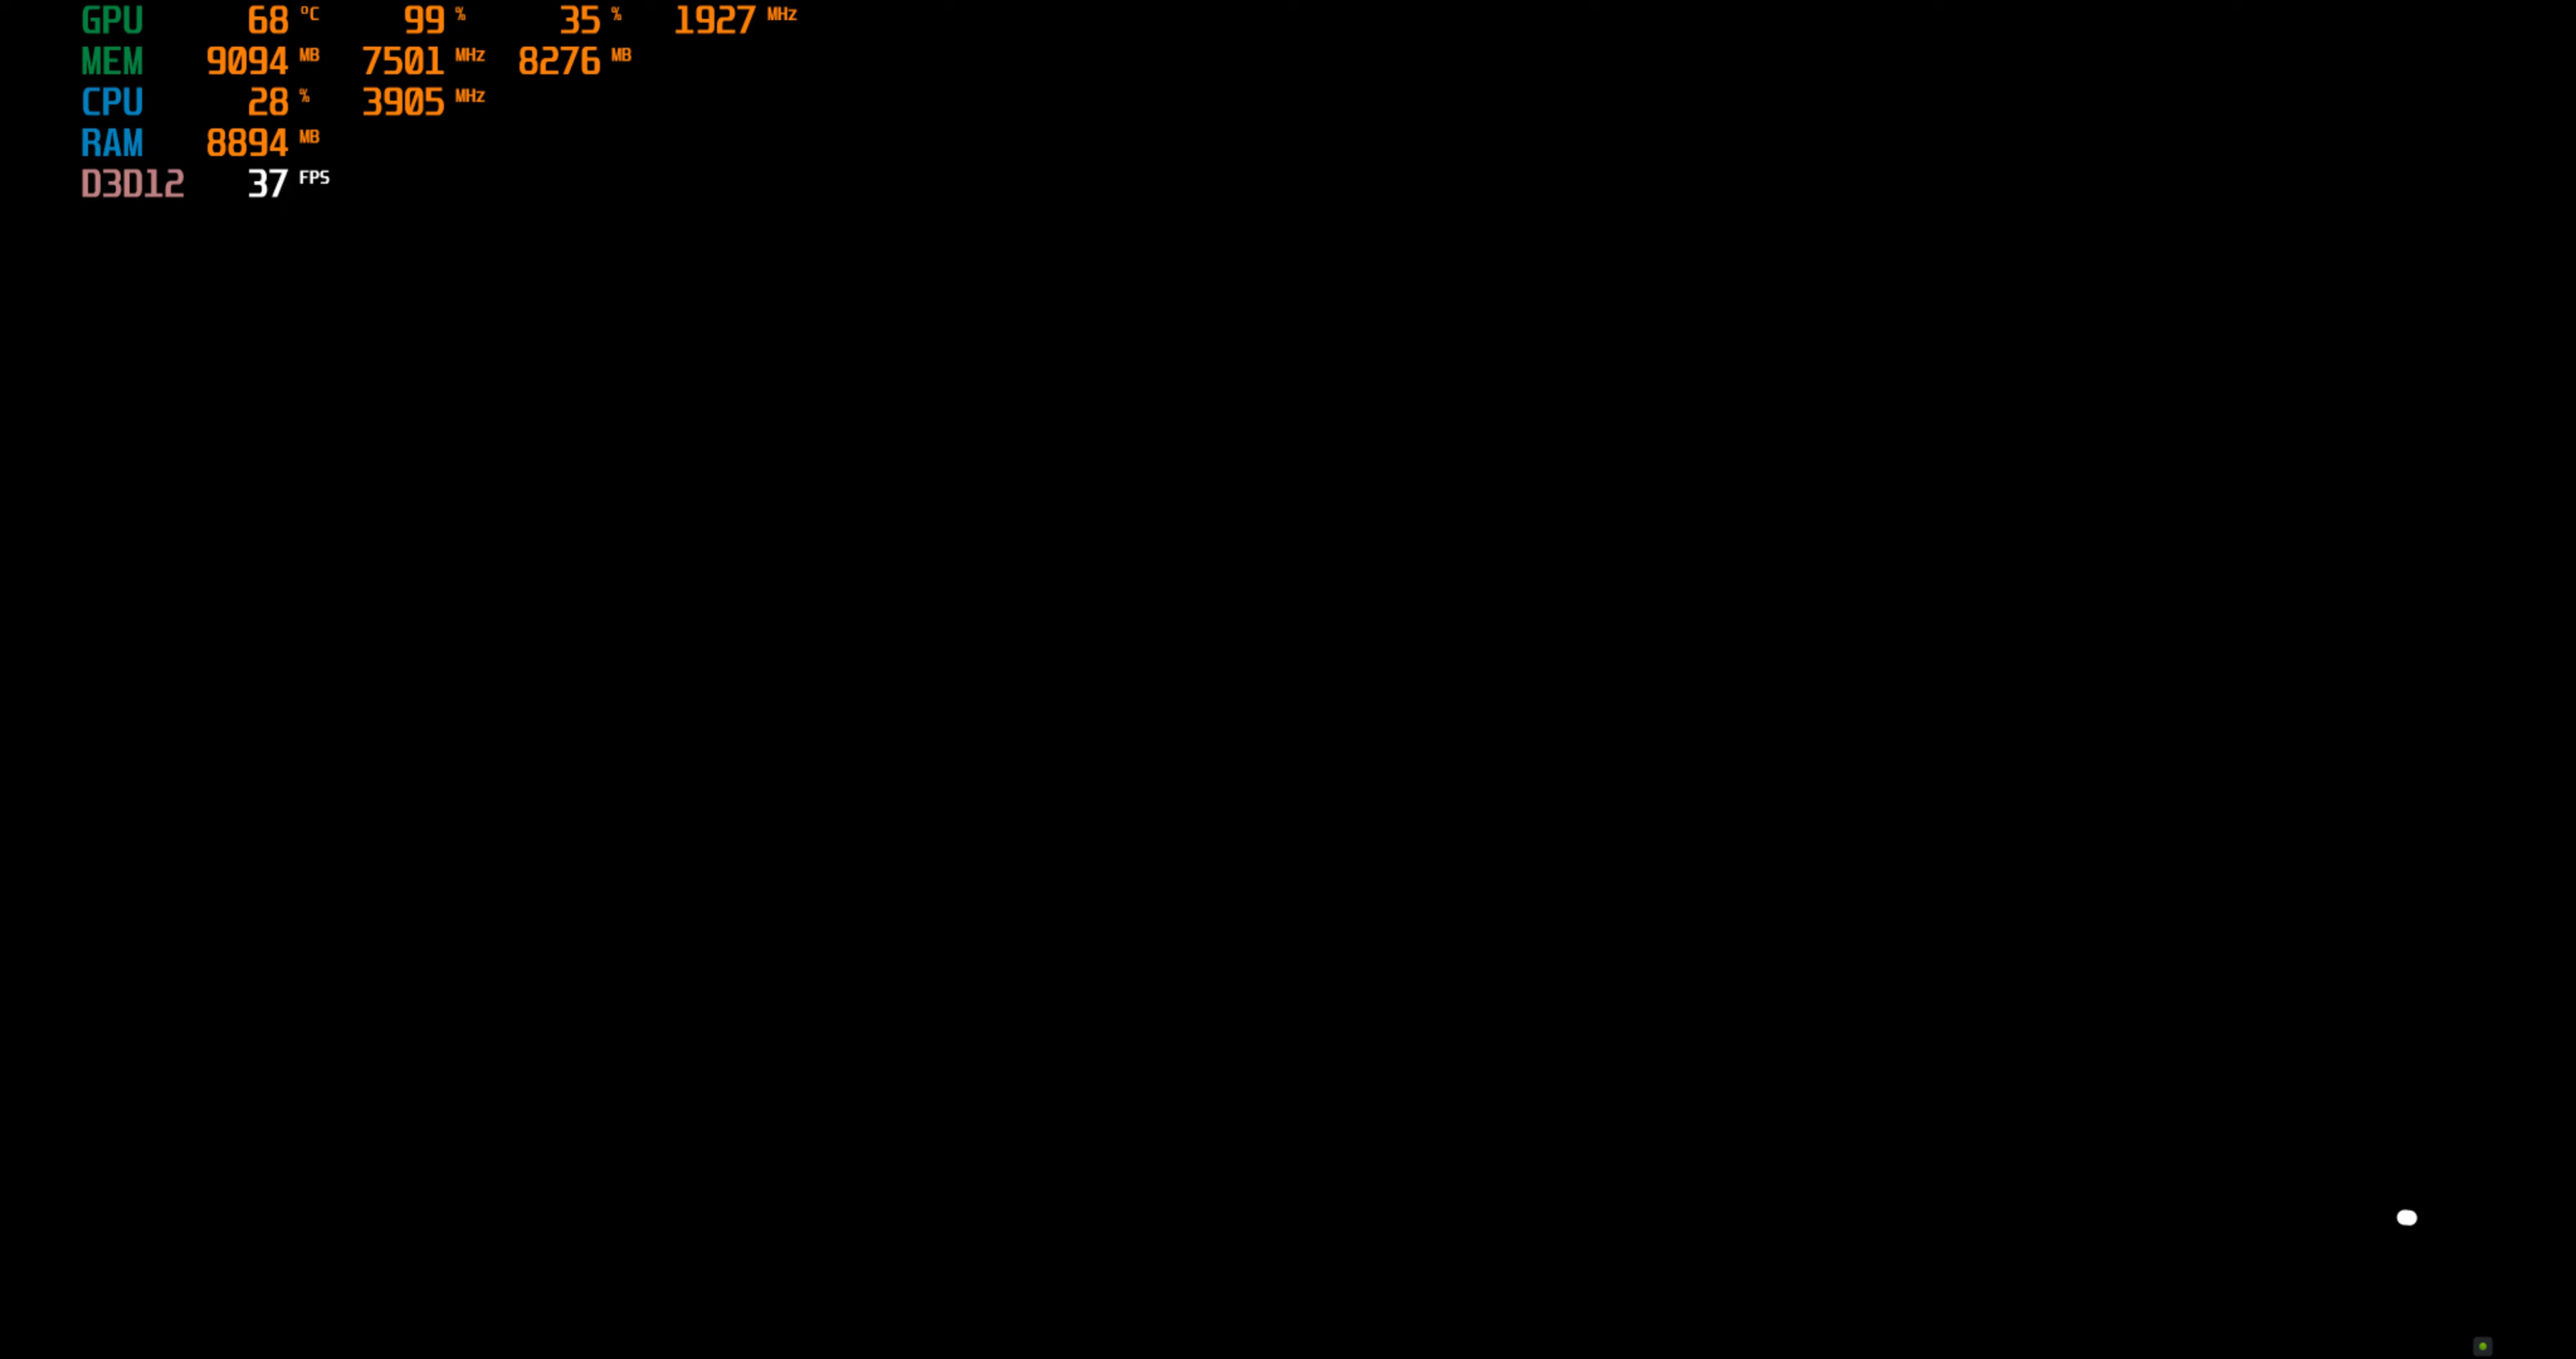 GPU 68 °C 99 % 35 % 1927 MHz
MEM 9094 MB 7501 MHz 8276 MB
CPU 28 % 3905 MHz
RAM 8894 MB
D3D12 37 FPS